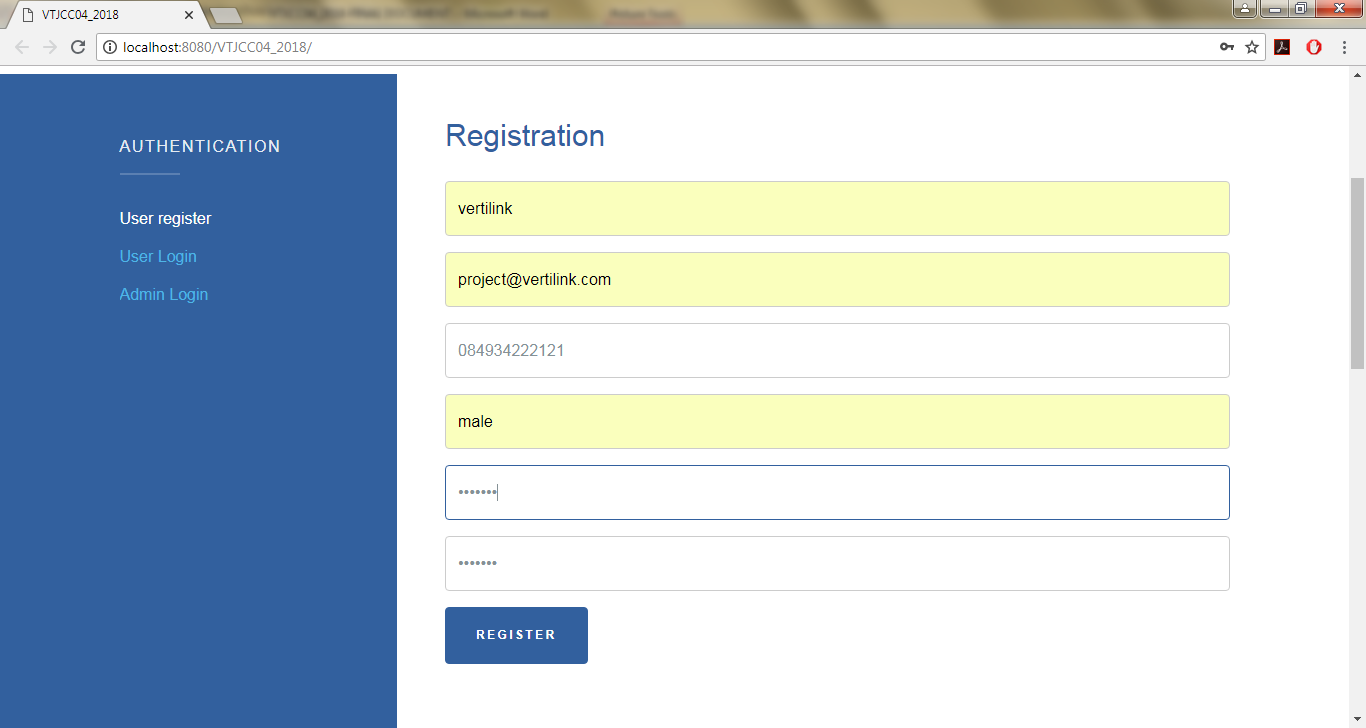 VTJCC04_2018
localhost:8080/VTJCC04_2018/
AUTHENTICATION
User register
User Login
Admin Login
Registration
vertilink
project@vertilink.com
084934222121
male
•••••••
•••••••
REGISTER